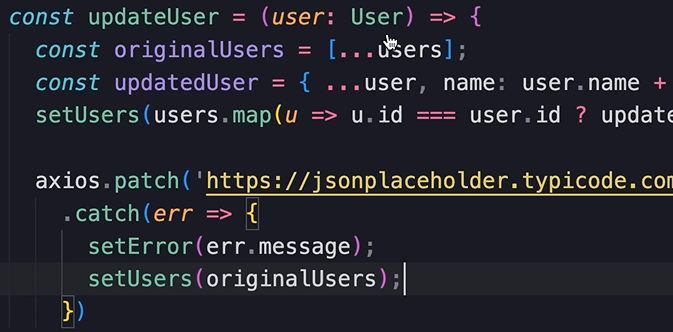 const updateUser = (user: User) => {
const originalUsers = [...users];
const updatedUser = { ...user, name: user.name +
setUsers(users.map(u => u.id === user.id ? update
axios.patch('https://jsonplaceholder.typicode.com
.catch(err => {
setError(err.message);
setUsers(originalUsers);
})